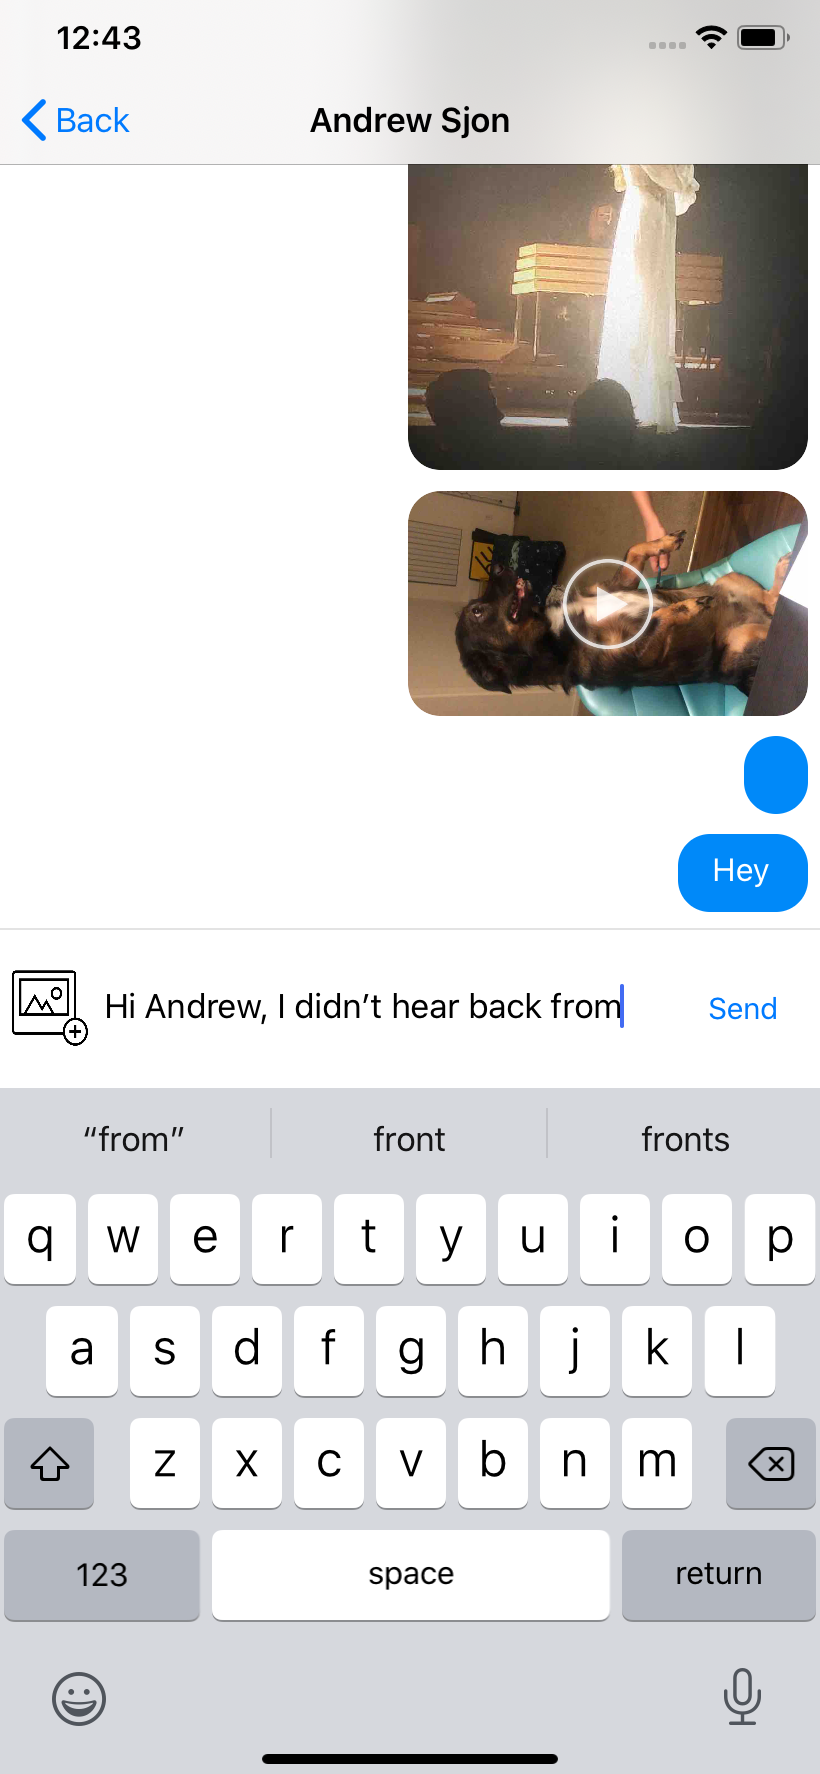 12:43
Back
Andrew Sjon
Hey
Hi Andrew, I didn’t hear back from
Send
“from” front fronts
q w e r t y u i o p
a s d f g h j k l
z x c v b n m
123 space return